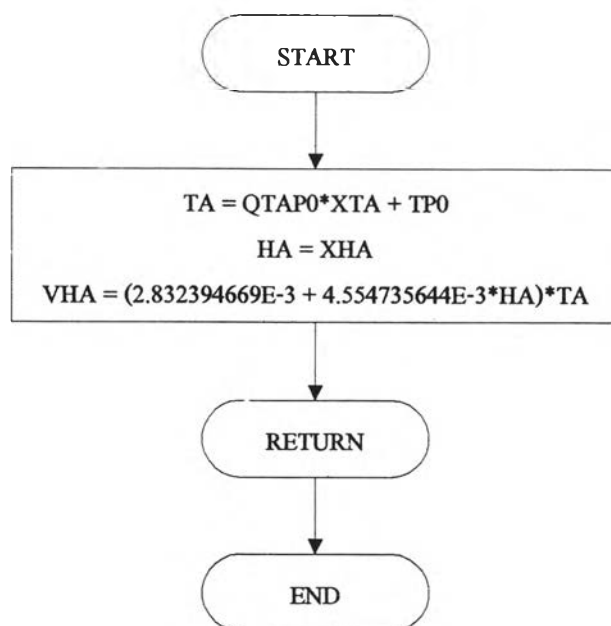 START
TA = QTAP0*XTA + TP0
HA = XHA
VHA = (2.832394669E-3 + 4.554735644E-3*HA)*TA
RETURN
END